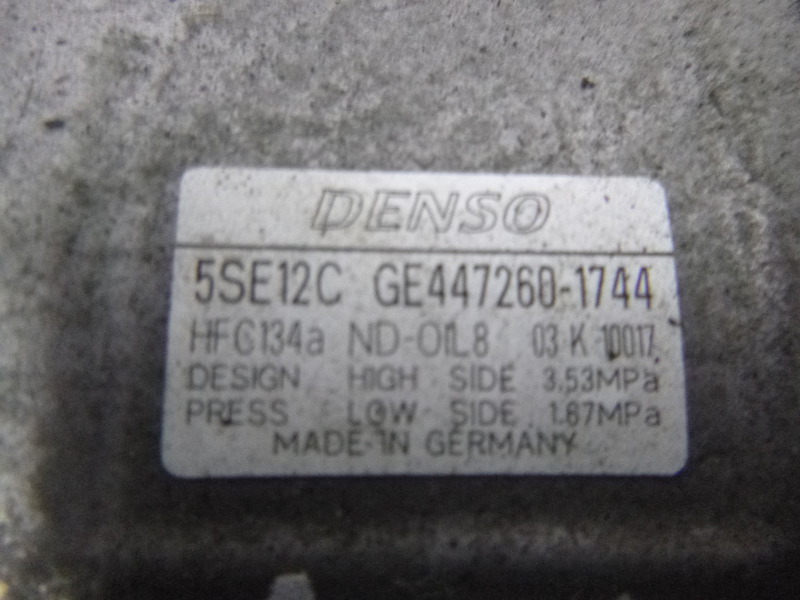 DENSO
5SE12C GE447260-1744
HFC134a ND-OIL8 03 K 10017
DESIGN HIGH SIDE 3.53MPa
PRESS LOW SIDE 1.67MPa
MADE-IN GERMANY